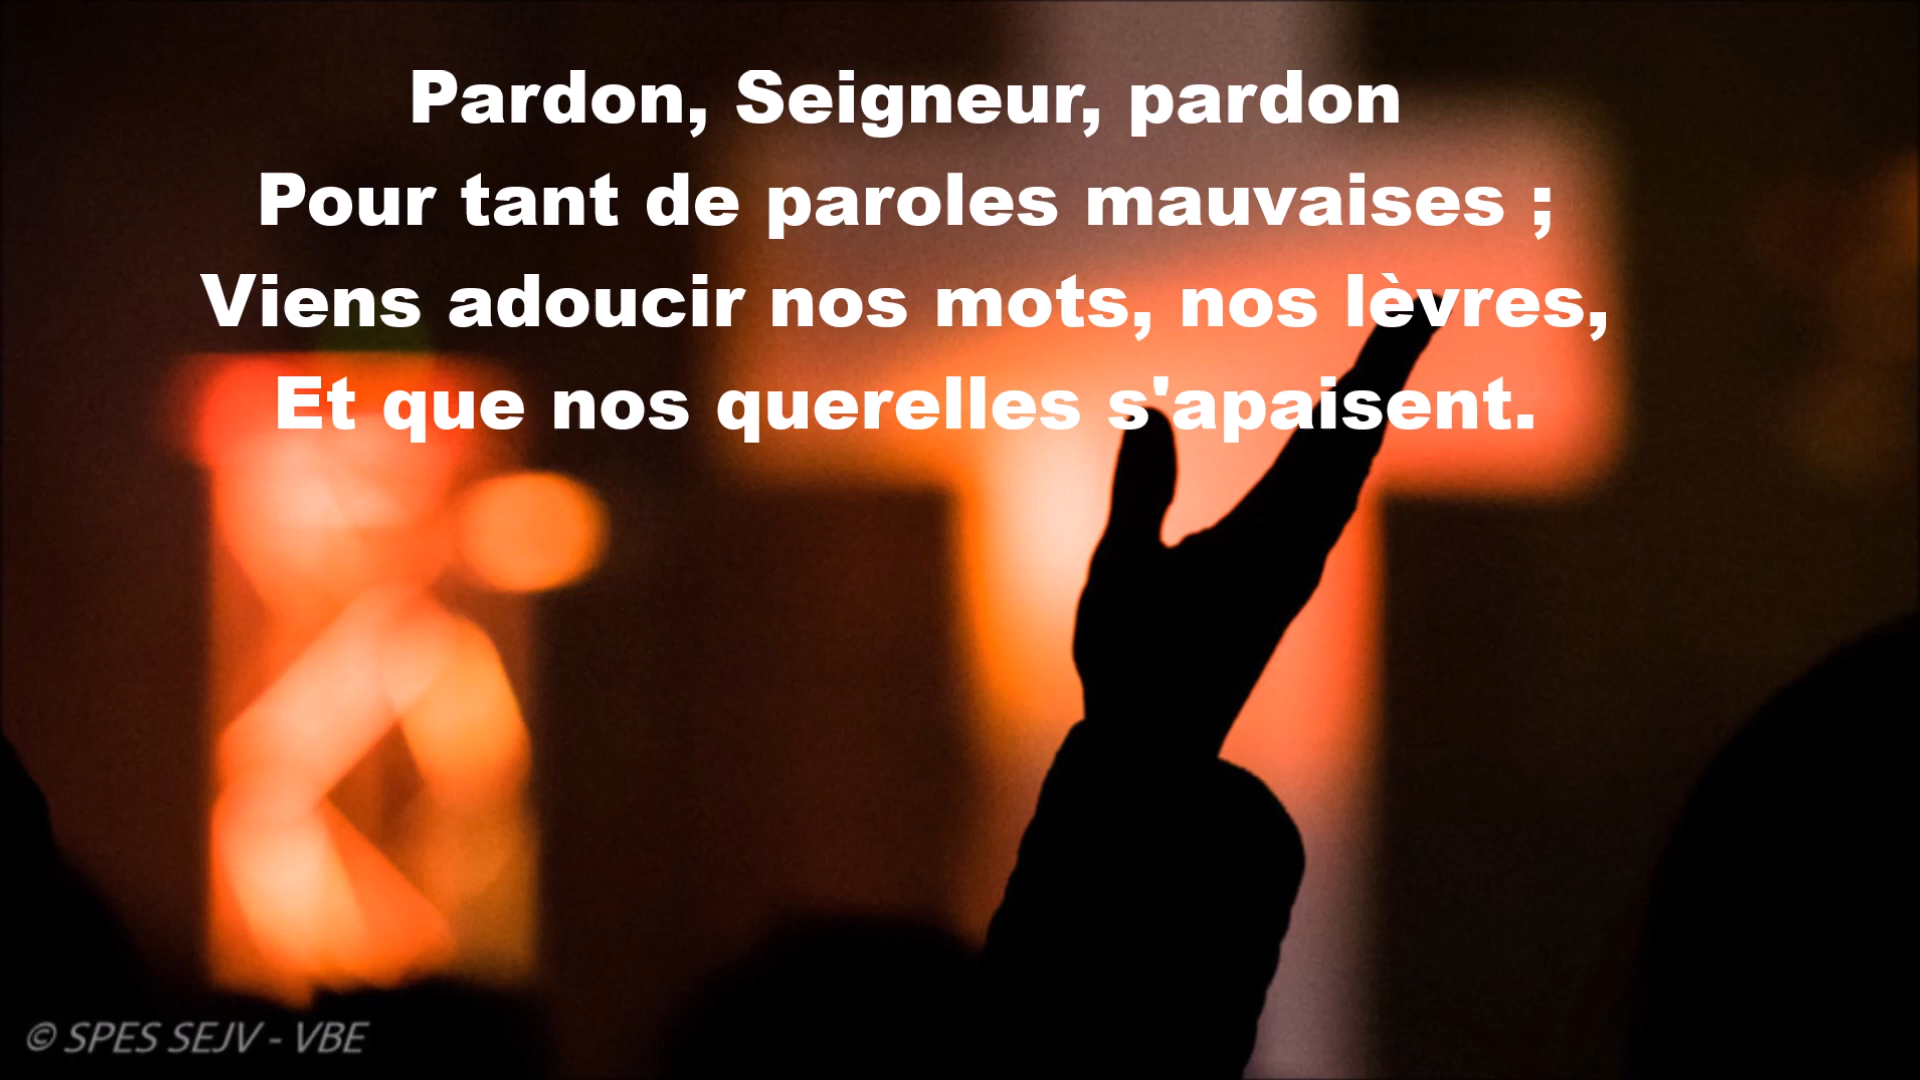 Pardon, Seigneur, pardon
Pour tant de paroles mauvaises ;
Viens adoucir nos mots, nos lèvres,
Et que nos querelles s'apaisent.
© SPES SEJV - VBE